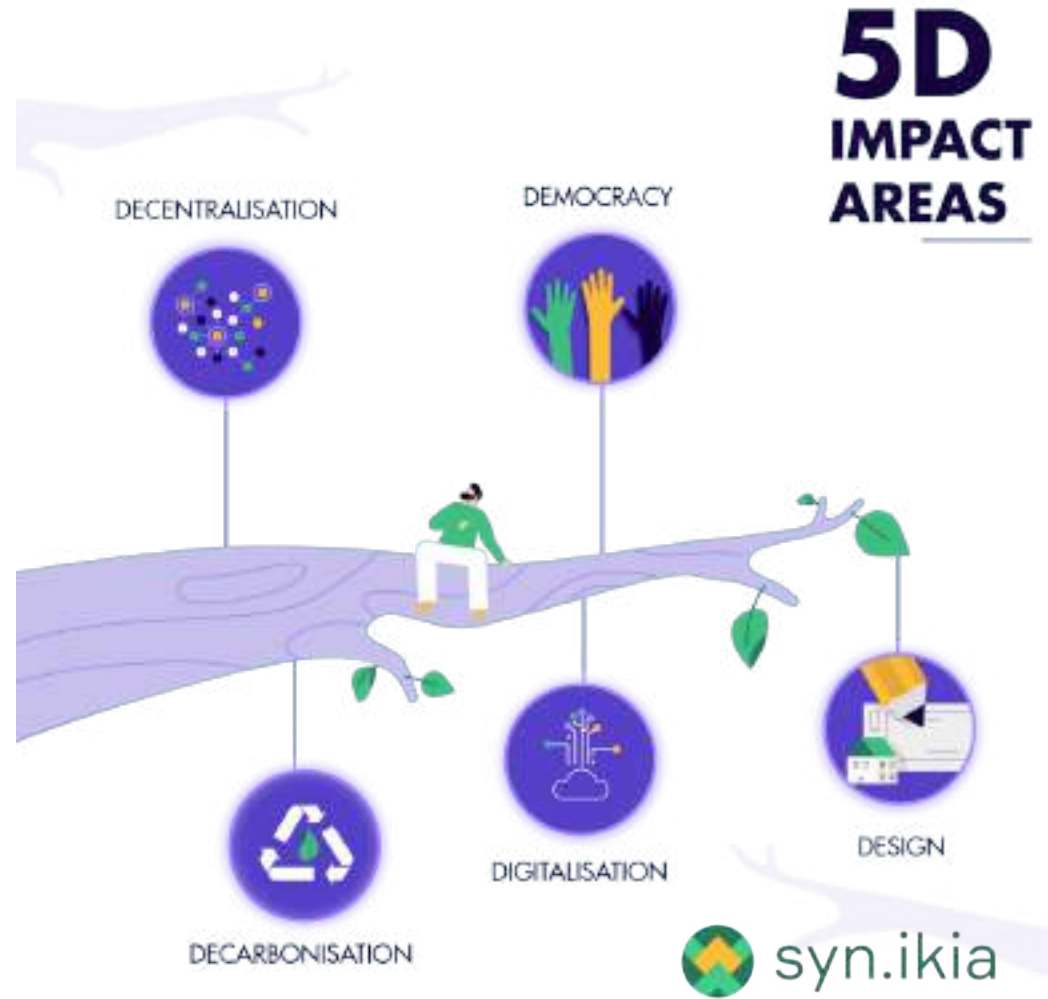 5D
IMPACT
AREAS
DECENTRALISATION
DEMOCRACY
DECARBONISATION
DIGITALISATION
DESIGN
syn.ikia